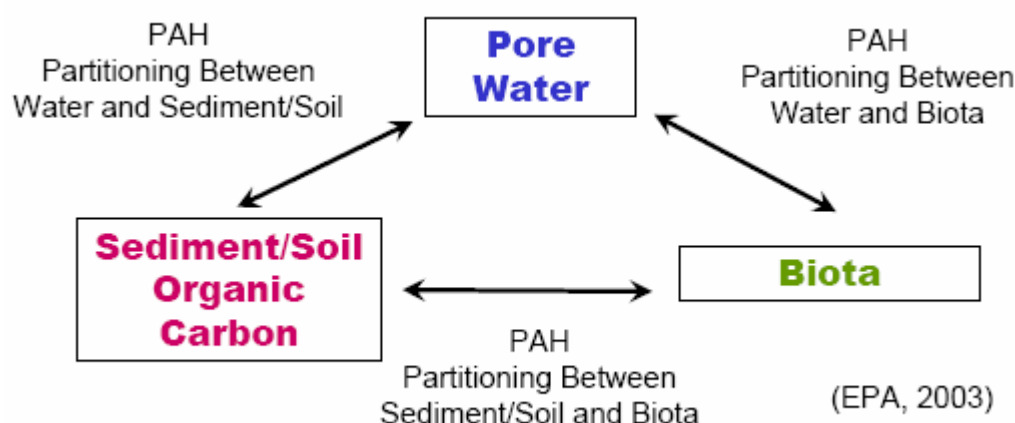 PAH
Partitioning Between
Water and Sediment/Soil
Pore
Water
PAH
Partitioning Between
Water and Biota
Sediment/Soil
Organic
Carbon
Biota
PAH
Partitioning Between
Sediment/Soil and Biota
(EPA, 2003)